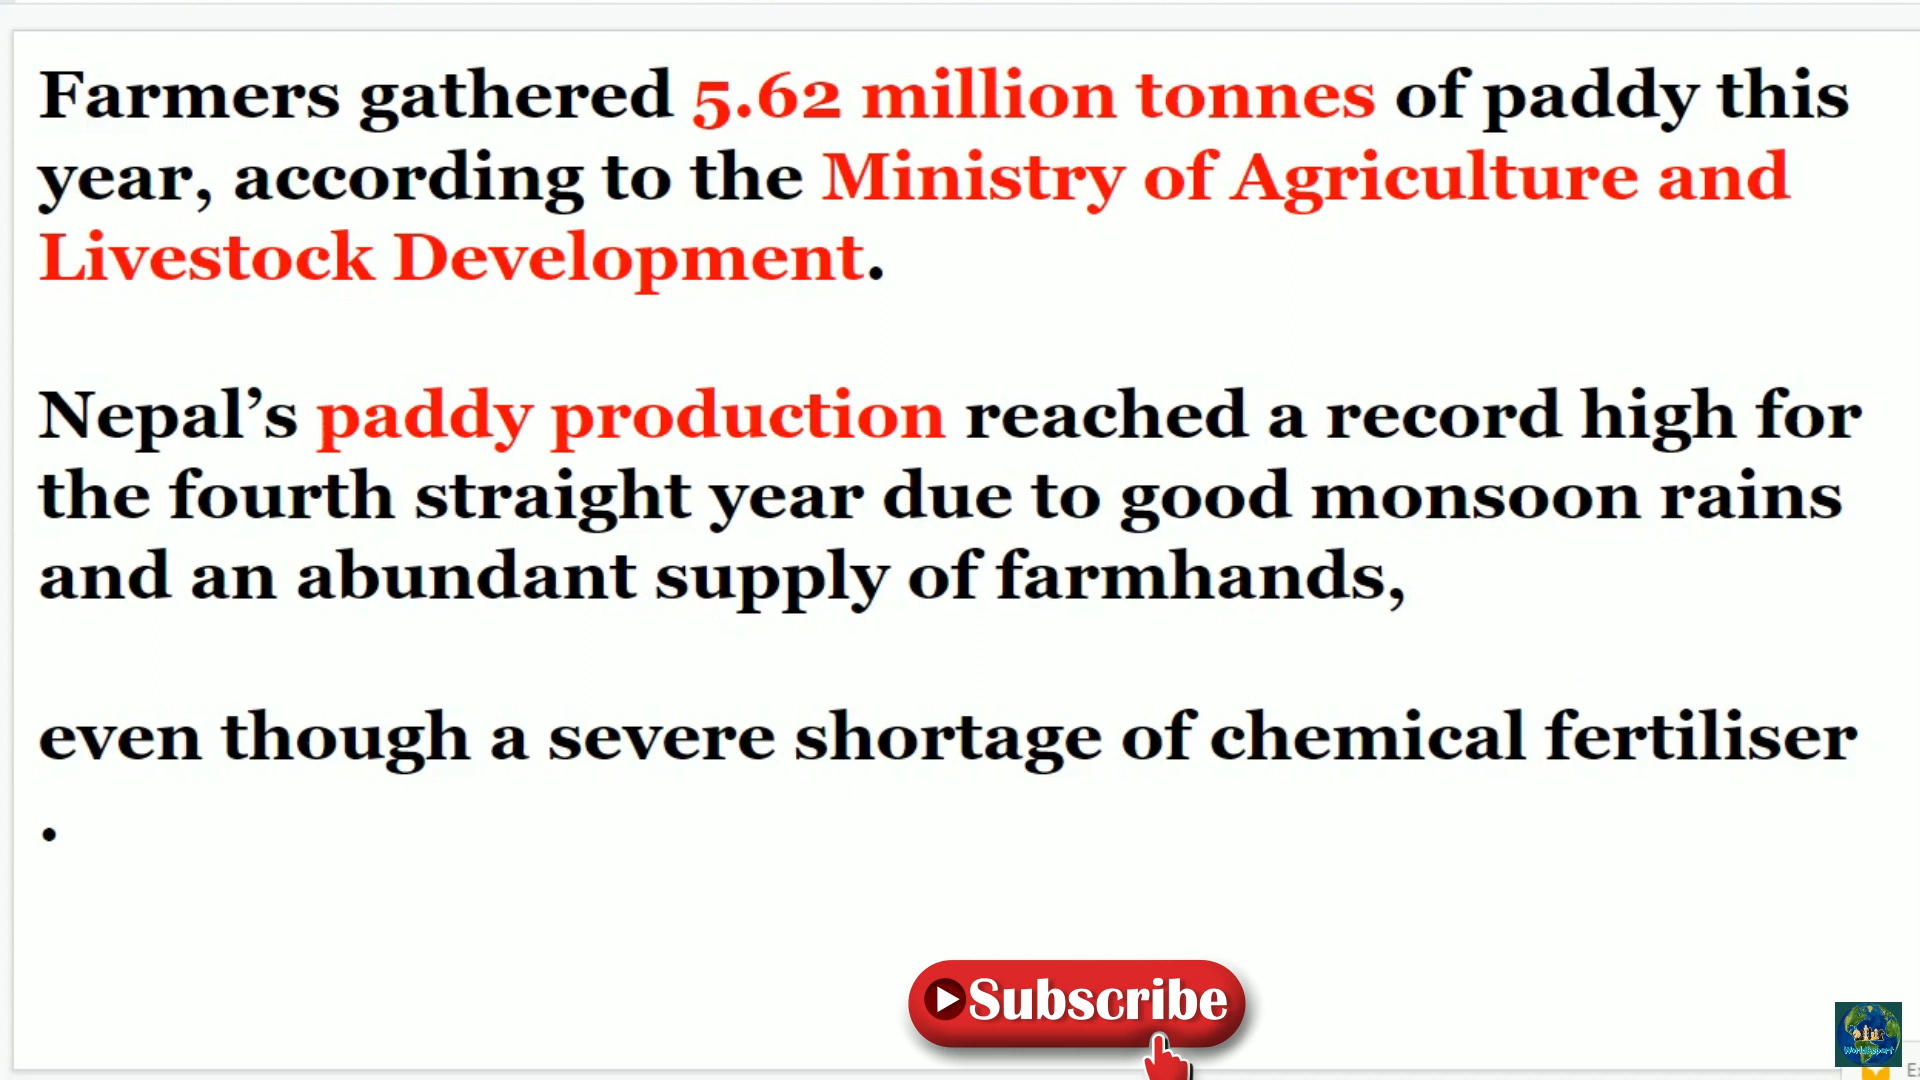 Farmers gathered 5.62 million tonnes of paddy this
year, according to the Ministry of Agriculture and
Livestock Development.
Nepal’s paddy production reached a record high for
the fourth straight year due to good monsoon rains
and an abundant supply of farmhands,
even though a severe shortage of chemical fertiliser
.
Subscribe